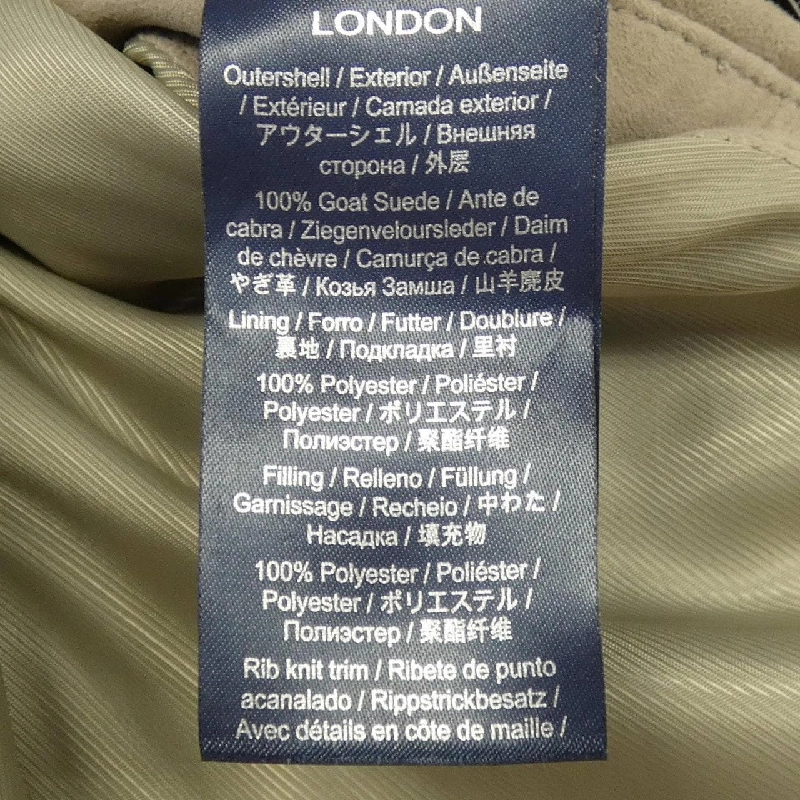 LONDON
Outershell / Exterior / Außenseite
/ Extérieur / Camada exterior /
アウターシェル / Внешняя
сторона / 外层
100% Goat Suede / Ante de
cabra / Ziegenveloursleder / Daim
de chèvre / Camurça de cabra /
やぎ革 / Козья Замша / 山羊麂皮
Lining / Forro / Futter / Doublure /
裏地 / Подкладка / 里衬
100% Polyester / Poliéster /
Polyester / ポリエステル /
Полиэстер / 聚酯纤维
Filling / Relleno / Füllung /
Garnissage / Recheio / 中わた /
Насадка / 填充物
100% Polyester / Poliéster /
Polyester / ポリエステル /
Полиэстер / 聚酯纤维
Rib knit trim / Ribete de punto
acanalado / Rippstrickbesatz /
Avec détails en côte de maille /